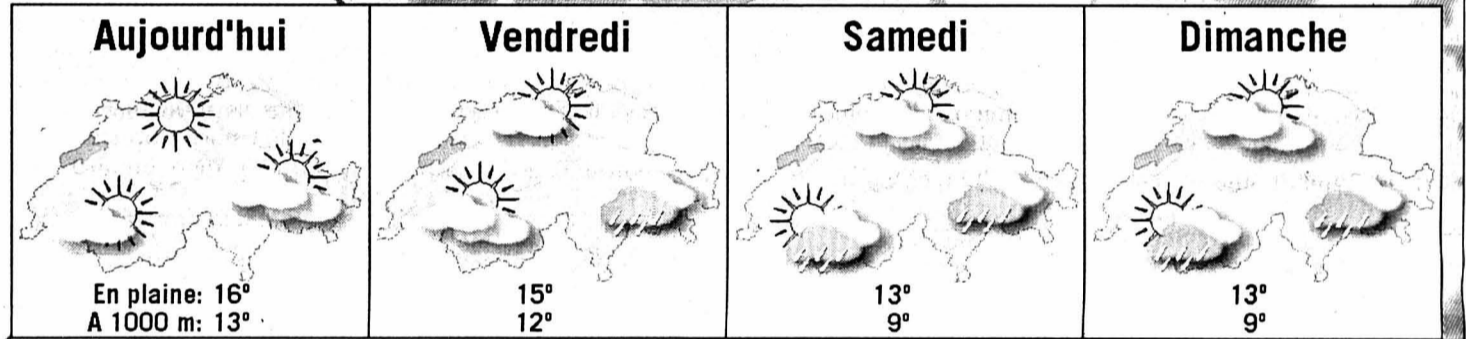 Aujourd'hui
En plaine: 16°
A 1000 m: 13°
Vendredi
15°
12°
Samedi
13°
9°
Dimanche
13°
9°